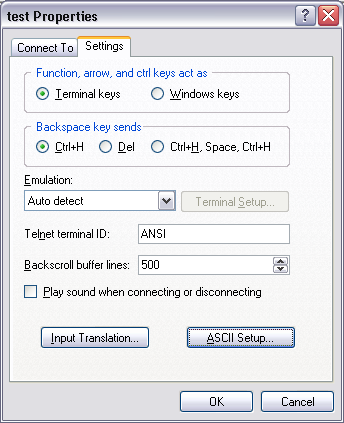 test Properties
Connect To Settings
Function, arrow, and ctrl keys act as
Terminal keys Windows keys
Backspace key sends
Ctrl+H Del Ctrl+H, Space, Ctrl+H
Emulation:
Auto detect Terminal Setup...
Telnet terminal ID: ANSI
Backscroll buffer lines: 500
Play sound when connecting or disconnecting
Input Translation... ASCII Setup...
OK Cancel